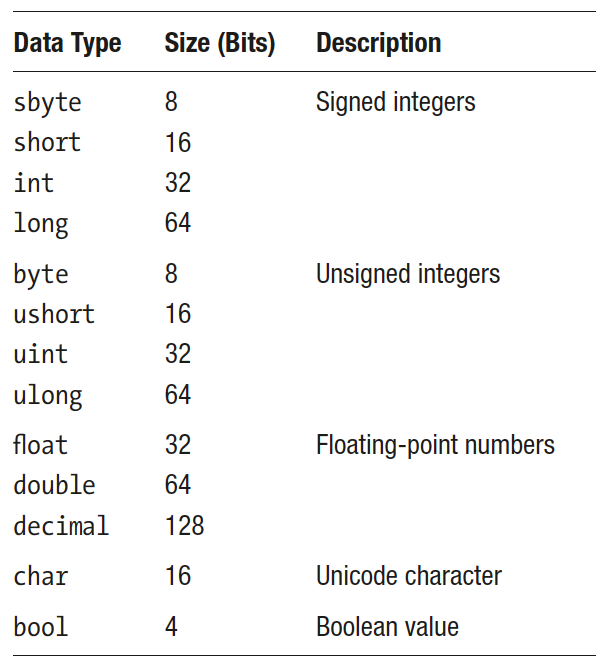 Data Type Size (Bits) Description
sbyte 8 Signed integers
short 16
int 32
long 64
byte 8 Unsigned integers
ushort 16
uint 32
ulong 64
float 32 Floating-point numbers
double 64
decimal 128
char 16 Unicode character
bool 4 Boolean value